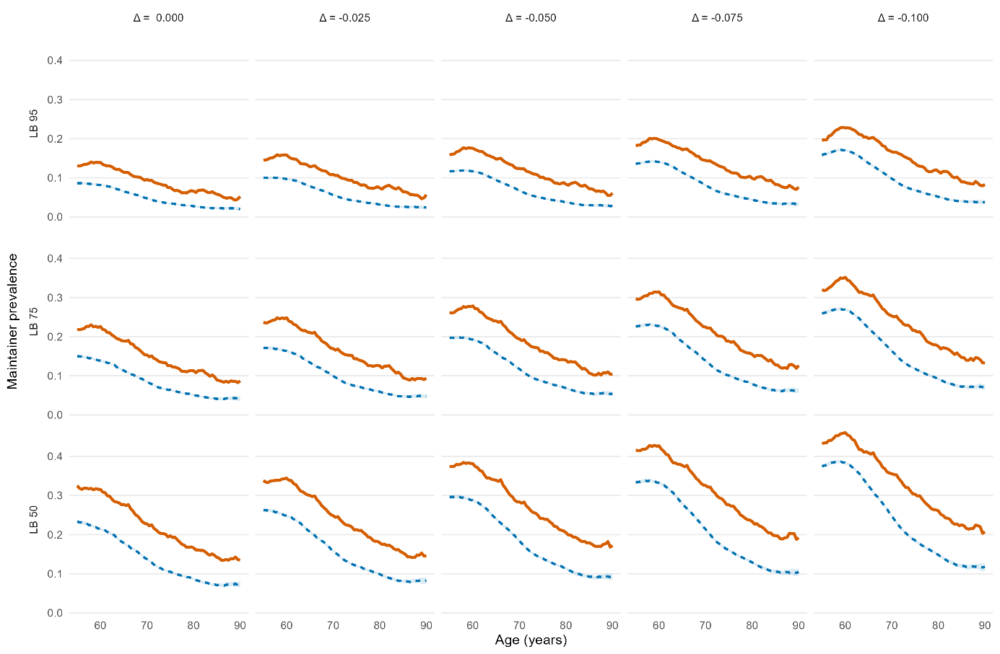 Δ =  0.000
Δ = -0.025
Δ = -0.050
Δ = -0.075
Δ = -0.100
Maintainer prevalence
LB 95
0.4
0.3
0.2
0.1
0.0
LB 75
0.4
0.3
0.2
0.1
0.0
LB 50
0.4
0.3
0.2
0.1
0.0
60 70 80 90
60 70 80 90
60 70 80 90
60 70 80 90
60 70 80 90
Age (years)